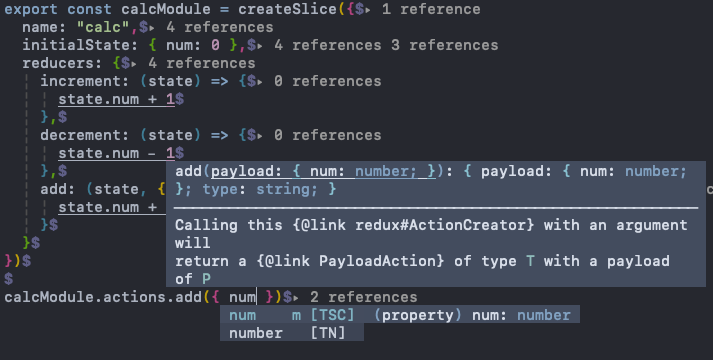 export const calcModule = createSlice({$▸ 1 reference
name: "calc",$▸ 4 references
initialState: { num: 0 },$▸ 4 references 3 references
reducers: {$▸ 4 references
increment: (state) => {$▸ 0 references
state.num + 1$
},$
decrement: (state) => {$▸ 0 references
state.num - 1$
},$
add: (state, {
state.num +
}$
}$
})$
$
calcModule.actions.add({ num })$▸ 2 references
add(payload: { num: number; }): { payload: { num: number;
}; type: string; }
Calling this {@link redux#ActionCreator} with an argument
will
return a {@link PayloadAction} of type T with a payload
of P
num m [TSC] (property) num: number
number [TN]